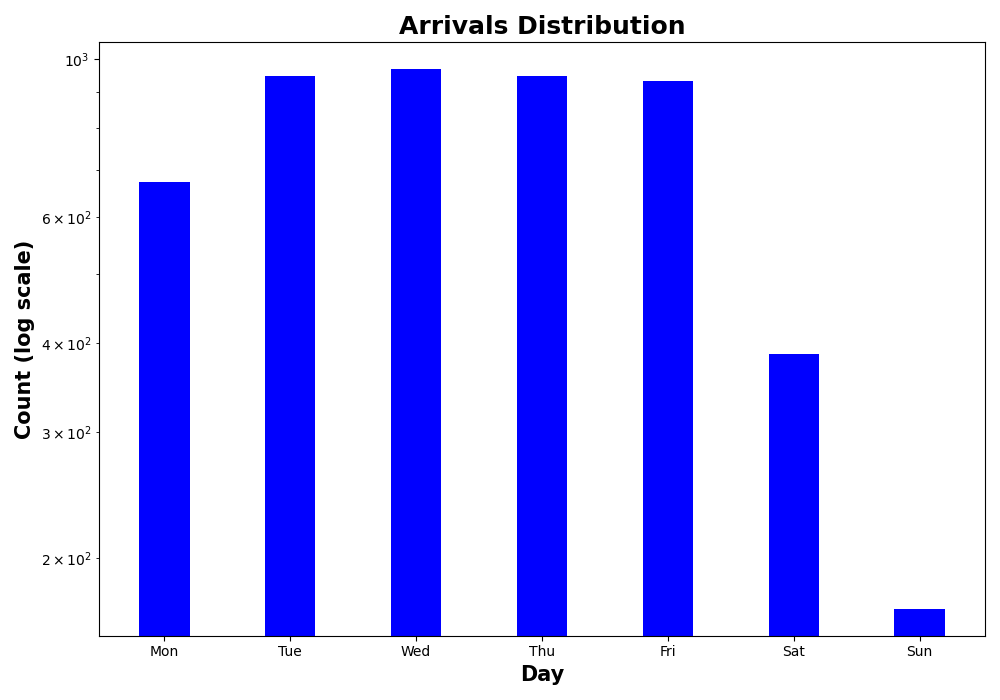 Arrivals Distribution
Count (log scale)
10³
6 × 10²
4 × 10²
3 × 10²
2 × 10²
Mon Tue Wed Thu Fri Sat Sun
Day